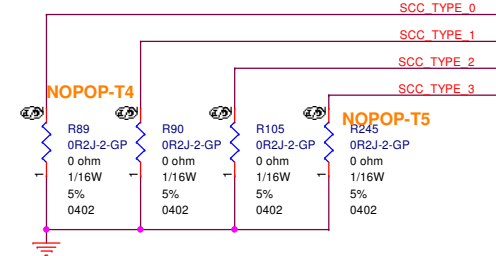 SCC_TYPE_0
SCC_TYPE_1
SCC_TYPE_2
SCC_TYPE_3
NOPOP-T4
NOPOP-T5
R89
0R2J-2-GP
0 ohm
1/16W
5%
0402
1
R90
0R2J-2-GP
0 ohm
1/16W
5%
0402
1
R105
0R2J-2-GP
0 ohm
1/16W
5%
0402
1
R245
0R2J-2-GP
0 ohm
1/16W
5%
0402
1